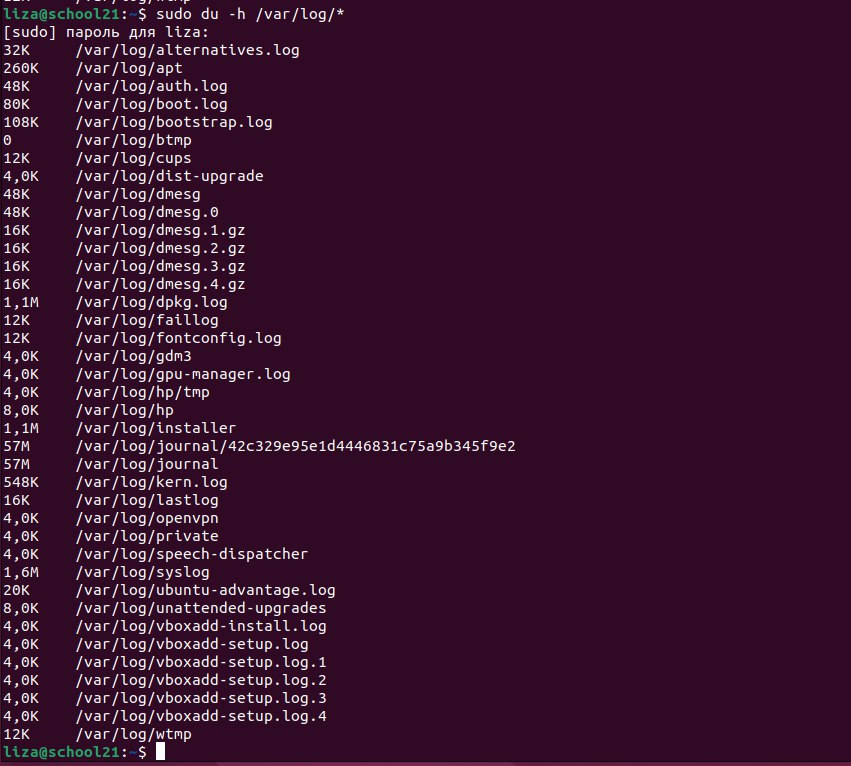 liza@school21:~$ sudo du -h /var/log/*
[sudo] пароль для liza:
32K	/var/log/alternatives.log
260K	/var/log/apt
48K	/var/log/auth.log
80K	/var/log/boot.log
108K	/var/log/bootstrap.log
0	/var/log/btmp
12K	/var/log/cups
4,0K	/var/log/dist-upgrade
48K	/var/log/dmesg
48K	/var/log/dmesg.0
16K	/var/log/dmesg.1.gz
16K	/var/log/dmesg.2.gz
16K	/var/log/dmesg.3.gz
16K	/var/log/dmesg.4.gz
1,1M	/var/log/dpkg.log
12K	/var/log/faillog
12K	/var/log/fontconfig.log
4,0K	/var/log/gdm3
4,0K	/var/log/gpu-manager.log
4,0K	/var/log/hp/tmp
8,0K	/var/log/hp
1,1M	/var/log/installer
57M	/var/log/journal/42c329e95e1d4446831c75a9b345f9e2
57M	/var/log/journal
548K	/var/log/kern.log
16K	/var/log/lastlog
4,0K	/var/log/openvpn
4,0K	/var/log/private
4,0K	/var/log/speech-dispatcher
1,6M	/var/log/syslog
20K	/var/log/ubuntu-advantage.log
8,0K	/var/log/unattended-upgrades
4,0K	/var/log/vboxadd-install.log
4,0K	/var/log/vboxadd-setup.log
4,0K	/var/log/vboxadd-setup.log.1
4,0K	/var/log/vboxadd-setup.log.2
4,0K	/var/log/vboxadd-setup.log.3
4,0K	/var/log/vboxadd-setup.log.4
12K	/var/log/wtmp
liza@school21:~$